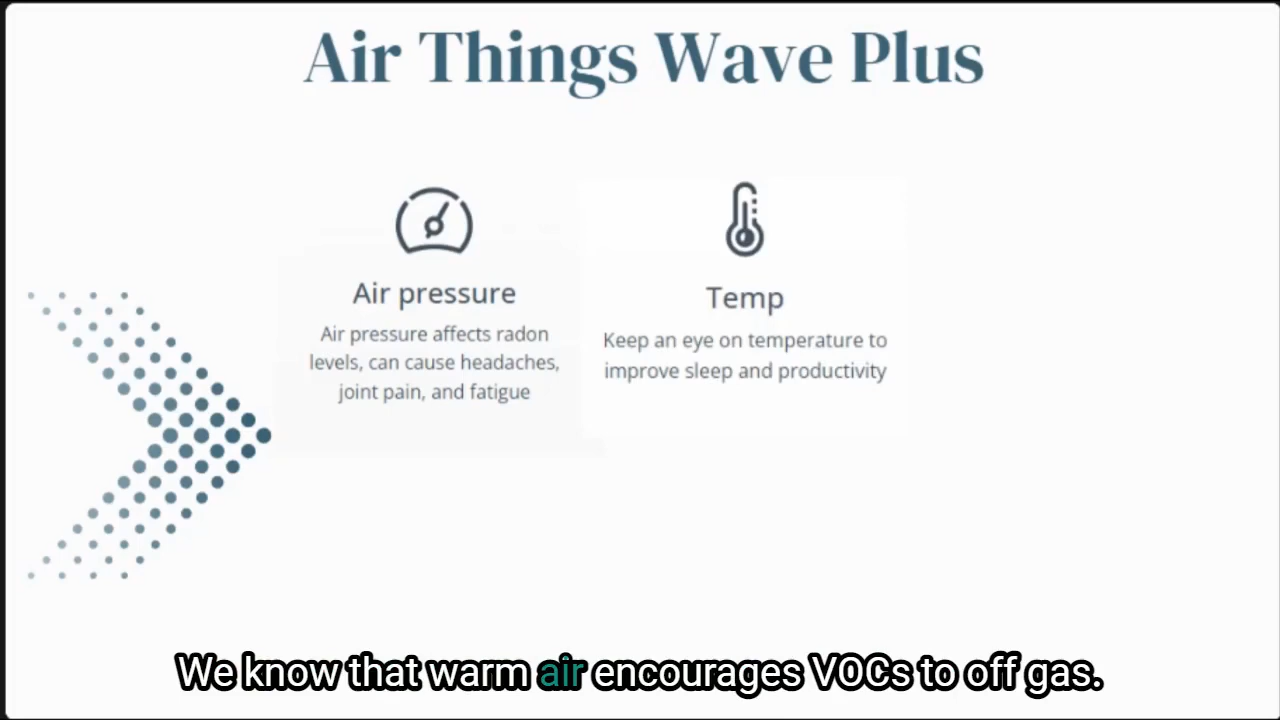 Air Things Wave Plus
Air pressure
Air pressure affects radon
levels, can cause headaches,
joint pain, and fatigue
Temp
Keep an eye on temperature to
improve sleep and productivity
We know that warm air encourages VOCs to off gas.